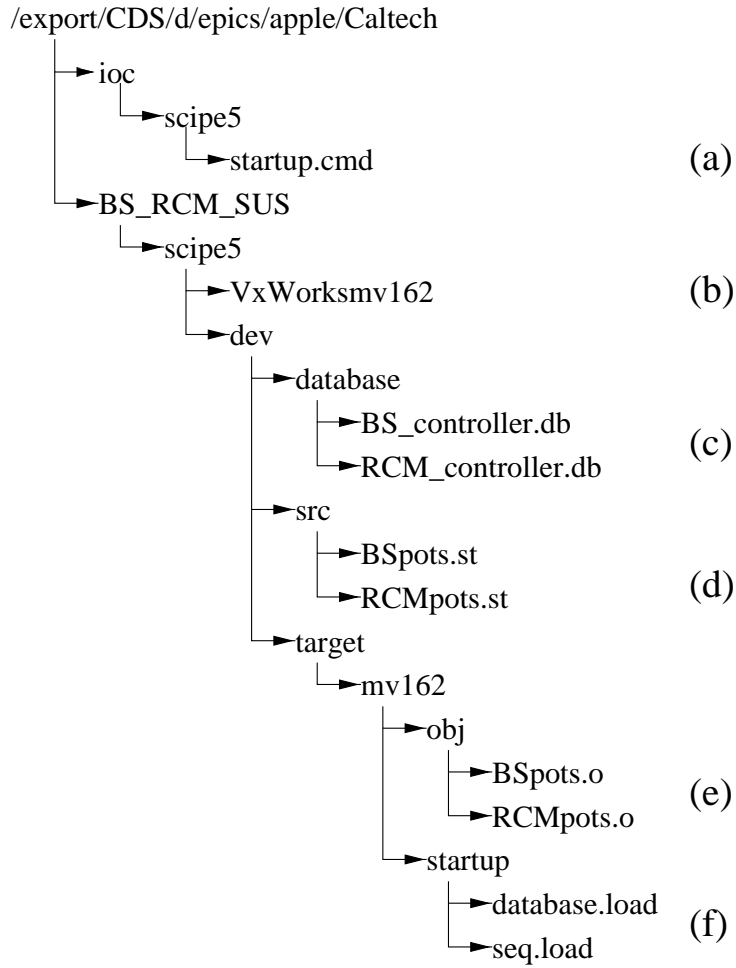 /export/CDS/d/epics/apple/Caltech
ioc
scipe5
startup.cmd
(a)
BS_RCM_SUS
scipe5
VxWorksmv162
(b)
dev
database
BS_controller.db
(c)
RCM_controller.db
src
BSpots.st
(d)
RCMpots.st
target
mv162
obj
BSpots.o
(e)
RCMpots.o
startup
database.load
(f)
seq.load